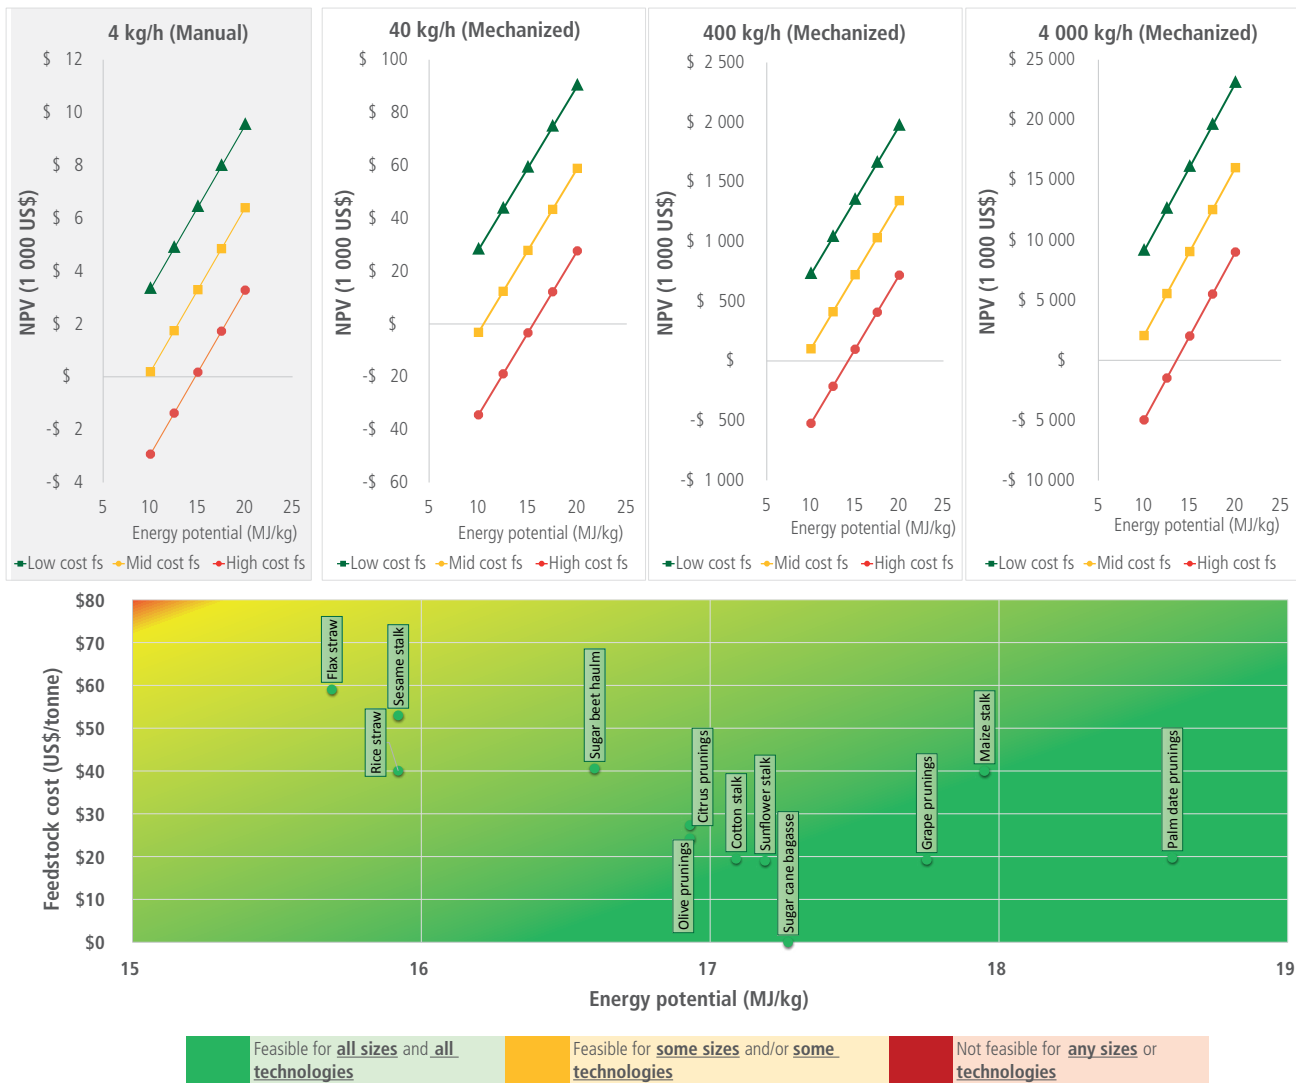 4 kg/h (Manual)
$ 12
$ 10
$ 8
$ 6
$ 4
$ 2
$
-$ 2
-$ 4
NPV (1 000 US$)
5 10 15 20 25
Energy potential (MJ/kg)
Low cost fs Mid cost fs High cost fs
40 kg/h (Mechanized)
$ 100
$ 80
$ 60
$ 40
$ 20
$
-$ 20
-$ 40
-$ 60
NPV (1 000 US$)
5 10 15 20 25
Energy potential (MJ/kg)
Low cost fs Mid cost fs High cost fs
400 kg/h (Mechanized)
$ 2 500
$ 2 000
$ 1 500
$ 1 000
$ 500
$
-$ 500
-$ 1 000
NPV (1 000 US$)
5 10 15 20 25
Energy potential (MJ/kg)
Low cost fs Mid cost fs High cost fs
4 000 kg/h (Mechanized)
$ 25 000
$ 20 000
$ 15 000
$ 10 000
$ 5 000
$
-$ 5 000
-$ 10 000
NPV (1 000 US$)
5 10 15 20 25
Energy potential (MJ/kg)
Low cost fs Mid cost fs High cost fs
$80
$70
$60
$50
$40
$30
$20
$10
$0
Feedstock cost (US$/tonne)
Flax straw
Rice straw
Sesame stalk
Sugar beet haulm
Olive prunings
Citrus prunings
Cotton stalk
Sunflower stalk
Sugar cane bagasse
Grape prunings
Maize stalk
Palm date prunings
15 16 17 18 19
Energy potential (MJ/kg)
Feasible for all sizes and all
technologies
Feasible for some sizes and/or some
technologies
Not feasible for any sizes or
technologies